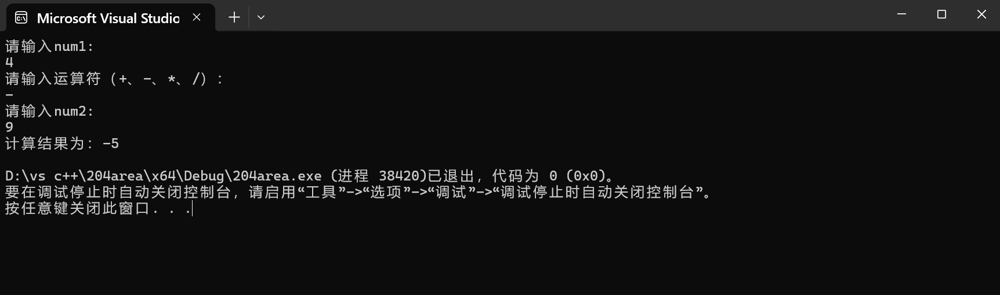 Microsoft Visual Studio
请输入num1:
4
请输入运算符（+、-、*、/）:
-
请输入num2:
9
计算结果为: -5
D:\vs c++\204area\x64\Debug\204area.exe (进程 38420)已退出，代码为 0 (0x0)。
要在调试停止时自动关闭控制台，请启用“工具”->“选项”->“调试”->“调试停止时自动关闭控制台”。
按任意键关闭此窗口. . .